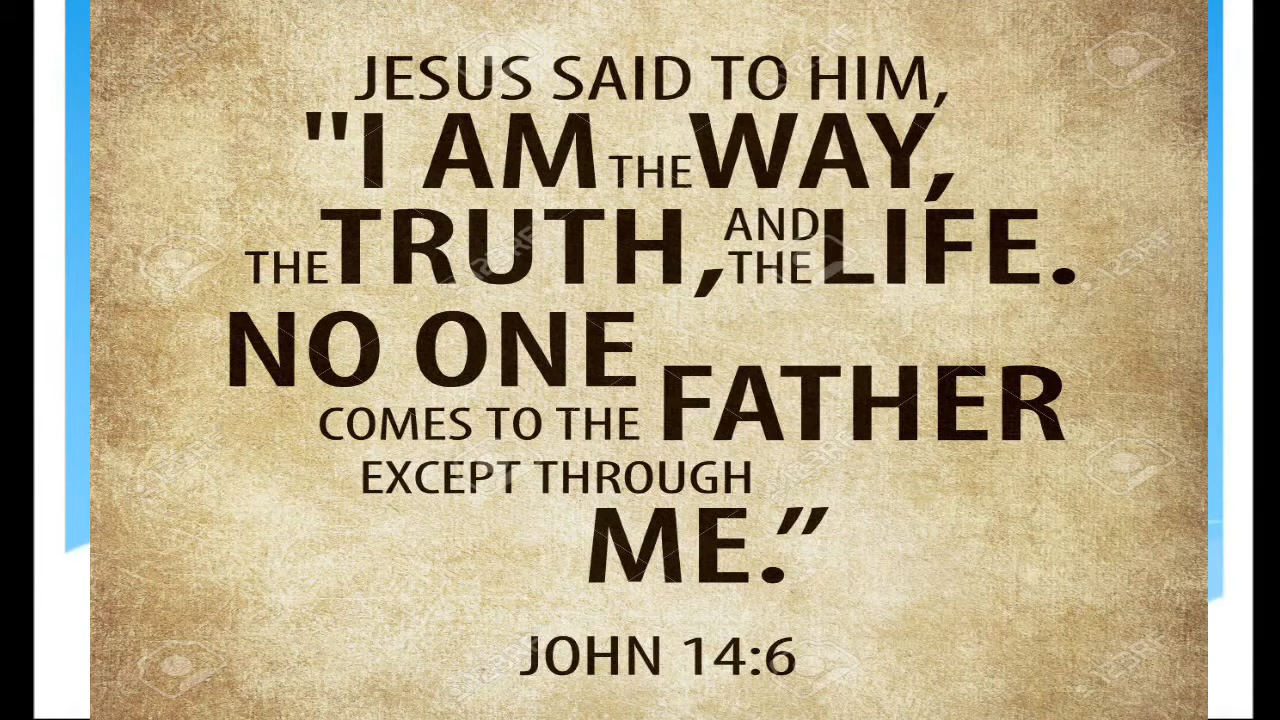 JESUS SAID TO HIM,
"I AM THE WAY,
THE TRUTH, AND THE LIFE.
NO ONE
COMES TO THE FATHER
EXCEPT THROUGH
ME.”
JOHN 14:6
123RF